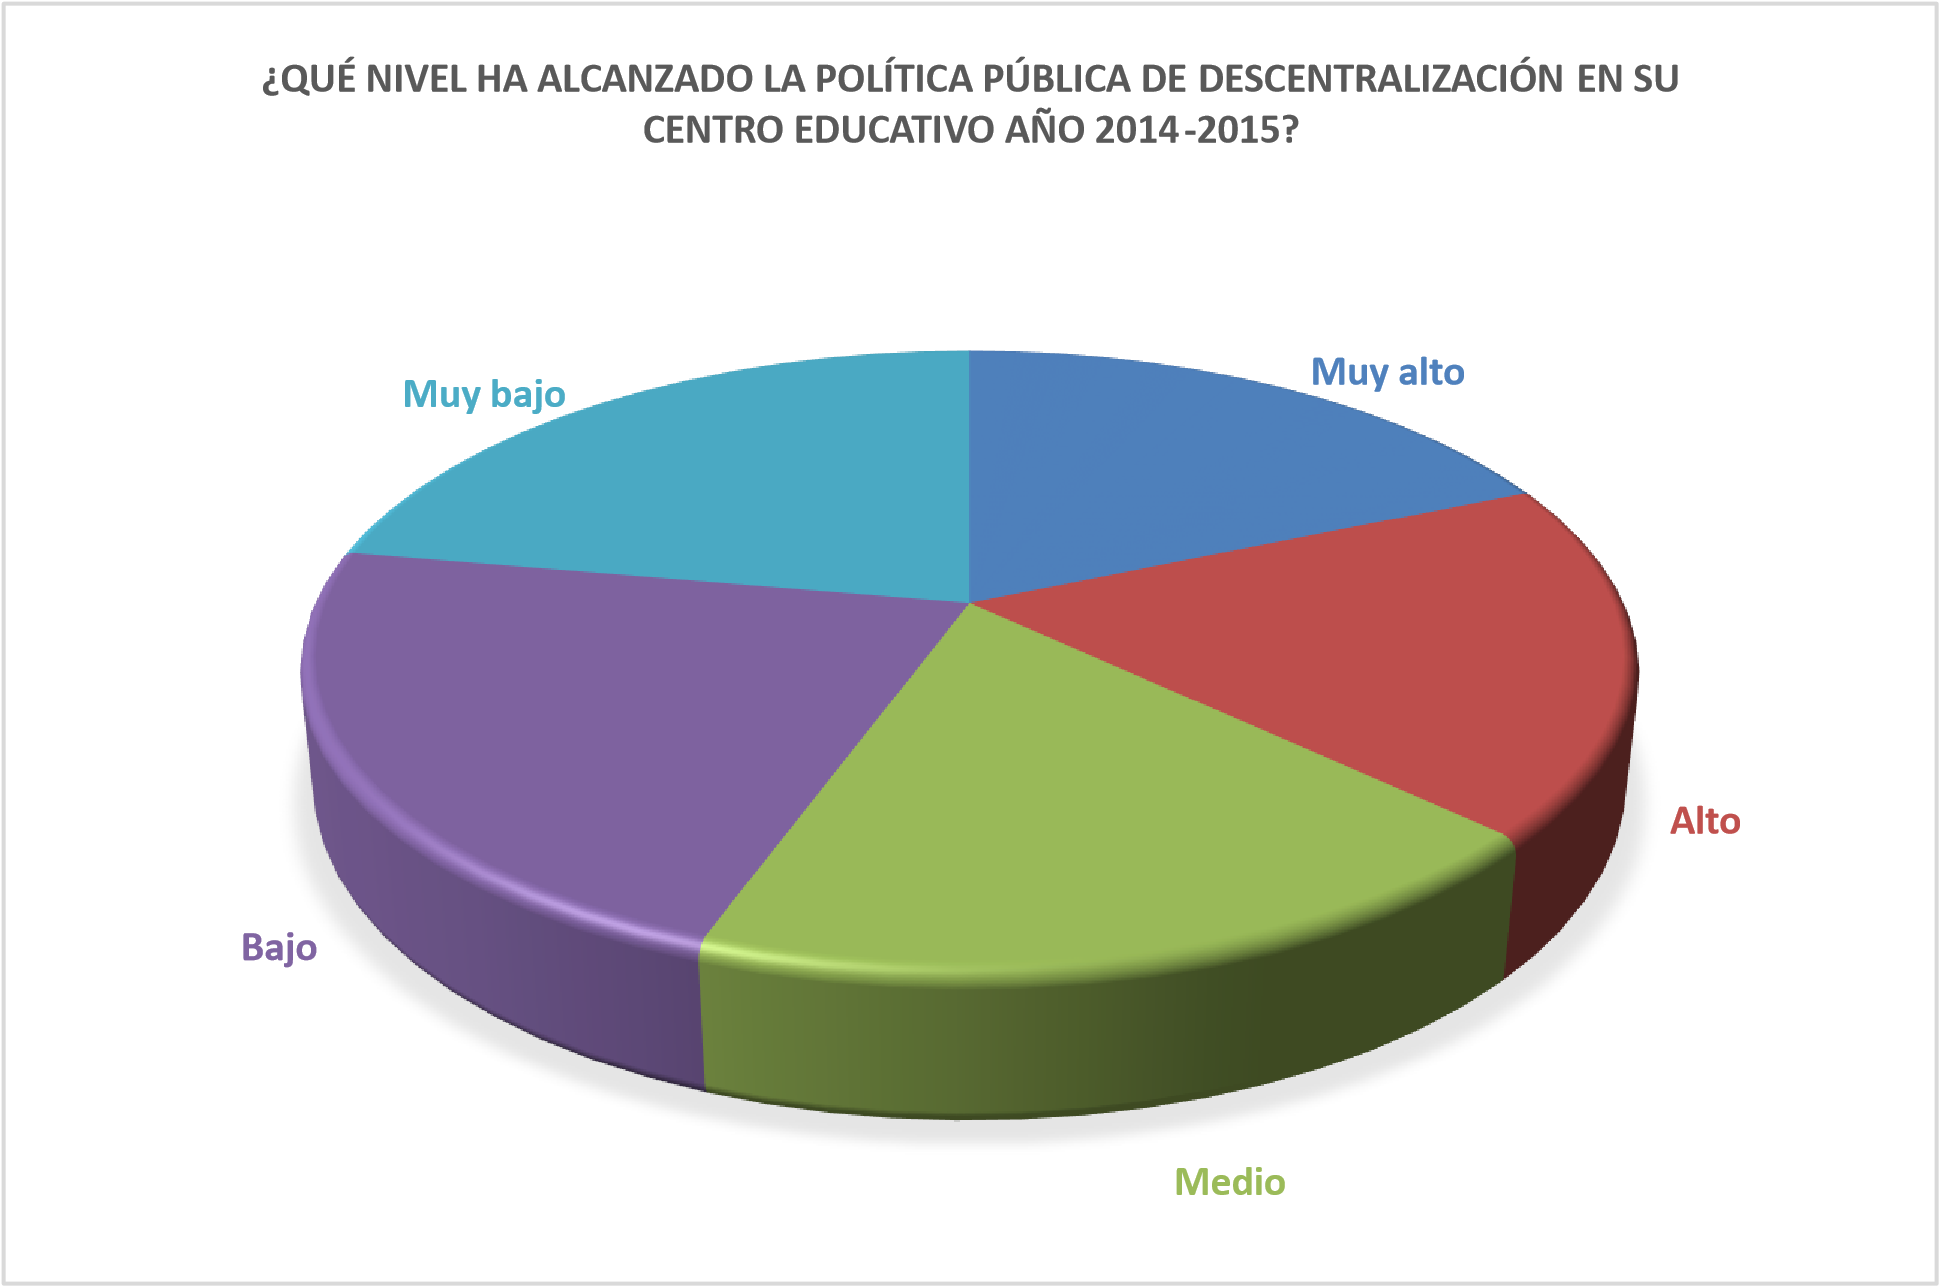 ¿QUÉ NIVEL HA ALCANZADO LA POLÍTICA PÚBLICA DE DESCENTRALIZACIÓN EN SU
CENTRO EDUCATIVO AÑO 2014-2015?
Muy alto
Muy bajo
Alto
Bajo
Medio